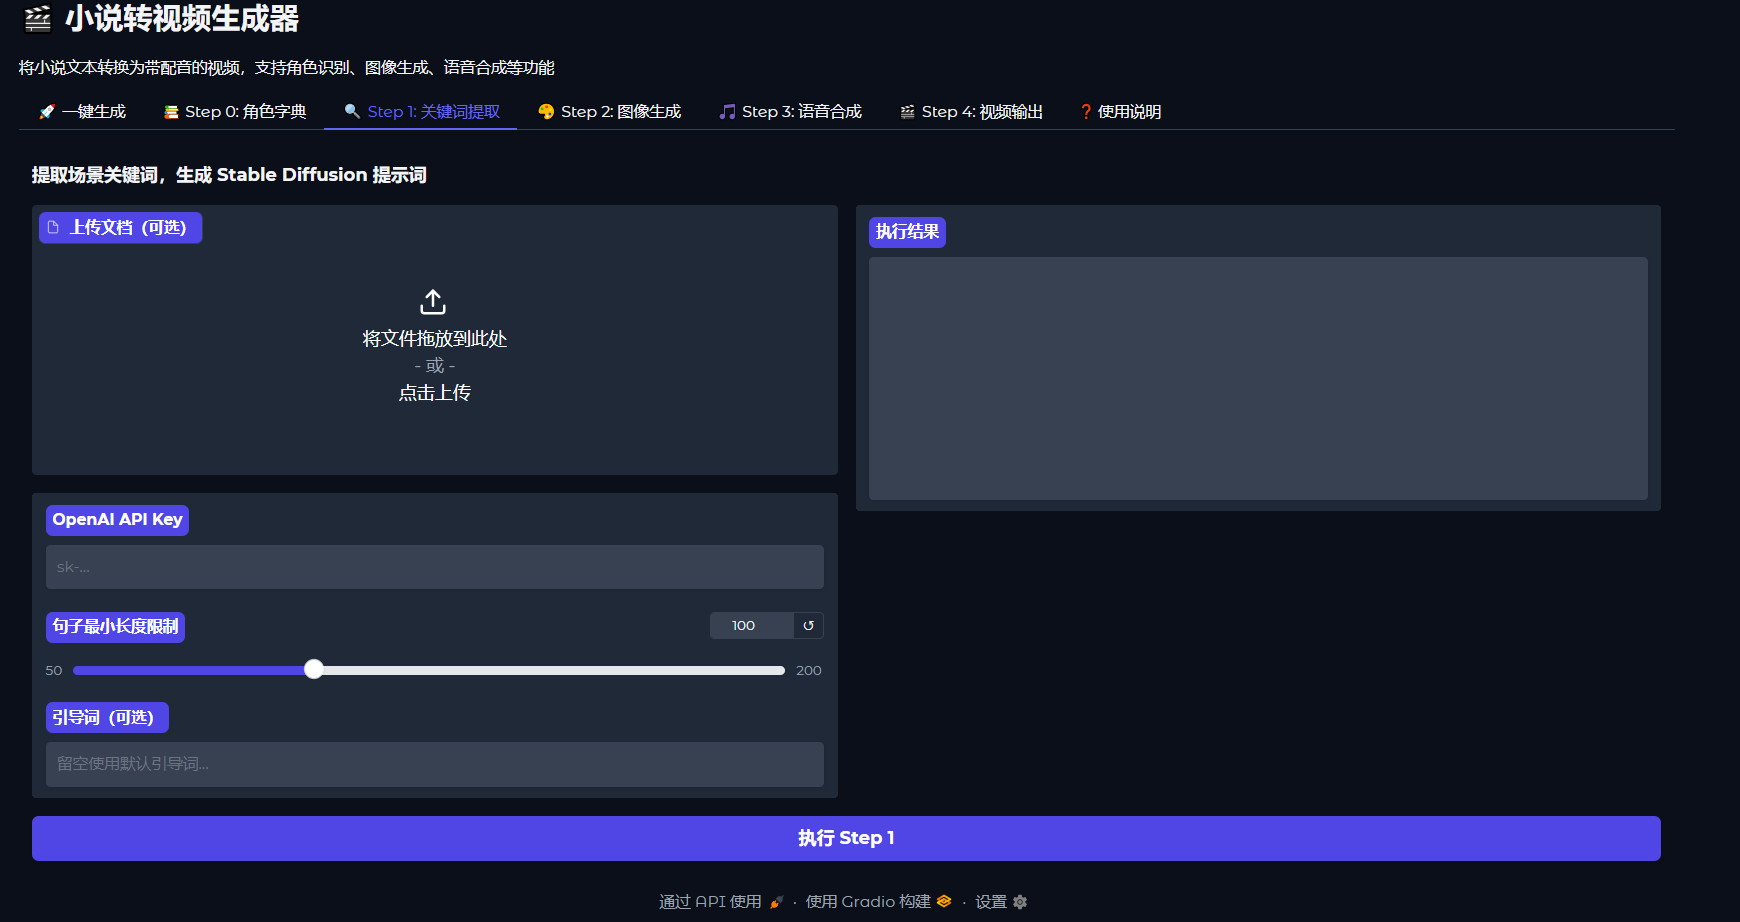 小说转视频生成器
将小说文本转换为带配音的视频，支持角色识别、图像生成、语音合成等功能
一键生成 Step 0: 角色字典 Step 1: 关键词提取 Step 2: 图像生成 Step 3: 语音合成 Step 4: 视频输出 使用说明
提取场景关键词，生成 Stable Diffusion 提示词
上传文档（可选）
将文件拖放到此处
- 或 -
点击上传
OpenAI API Key
sk-...
句子最小长度限制
100
50 200
引导词（可选）
留空使用默认引导词...
执行结果
执行 Step 1
通过 API 使用 · 使用 Gradio 构建 · 设置